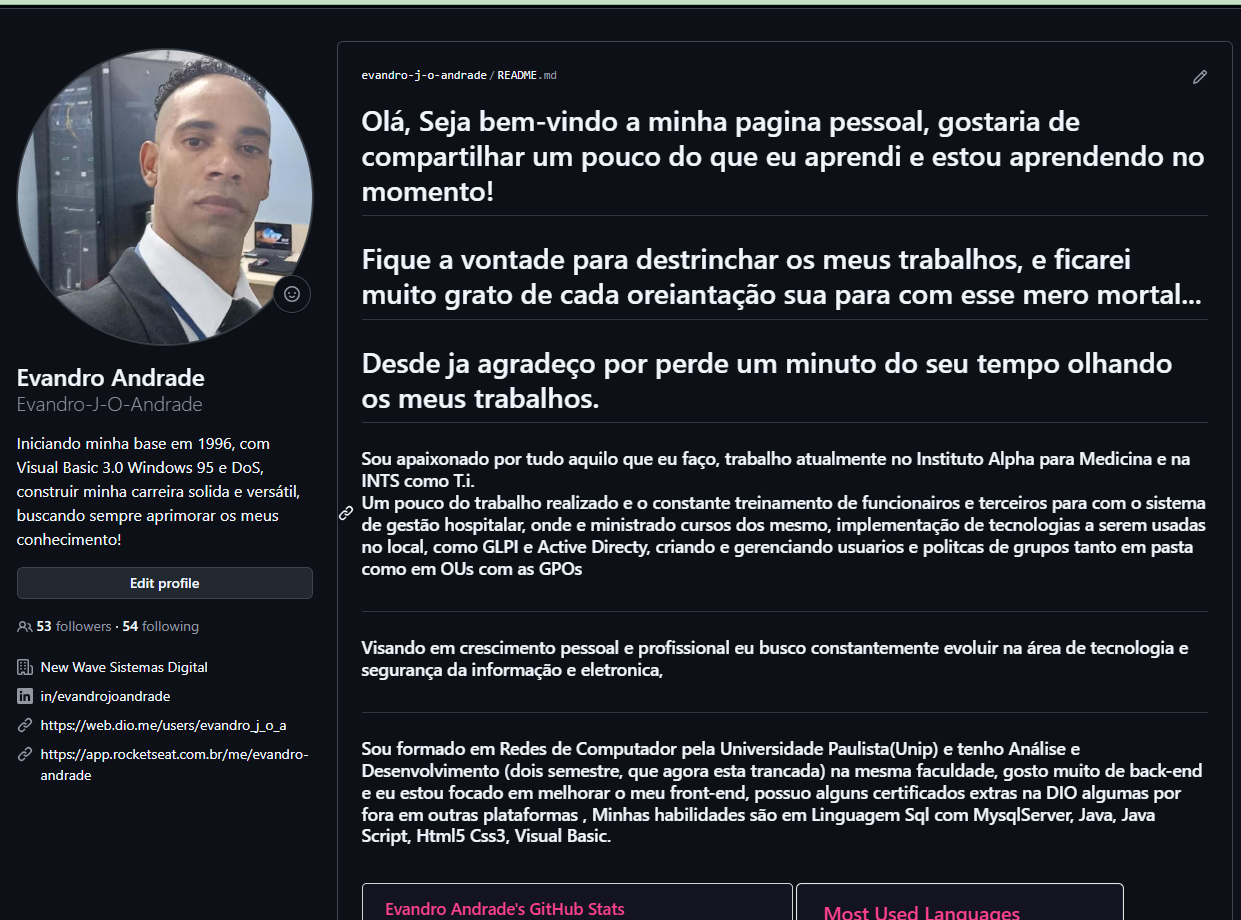 evandro-j-o-andrade/README.md
Olá, Seja bem-vindo a minha pagina pessoal, gostaria de
compartilhar um pouco do que eu aprendi e estou aprendendo no
momento!
Fique a vontade para destrinchar os meus trabalhos, e ficarei
muito grato de cada oreiantação sua para com esse mero mortal...
Desde ja agradeço por perde um minuto do seu tempo olhando
os meus trabalhos.
Sou apaixonado por tudo aquilo que eu faço, trabalho atualmente no Instituto Alpha para Medicina e na
INTS como T.i.
Um pouco do trabalho realizado e o constante treinamento de funcionairos e terceiros para com o sistema
de gestão hospitalar, onde e ministrado cursos dos mesmo, implementação de tecnologias a serem usadas
no local, como GLPI e Active Directy, criando e gerenciando usuarios e politcas de grupos tanto em pasta
como em OUs com as GPOs
Visando em crescimento pessoal e profissional eu busco constantemente evoluir na área de tecnologia e
segurança da informação e eletronica,
Sou formado em Redes de Computador pela Universidade Paulista(Unip) e tenho Análise e
Desenvolvimento (dois semestre, que agora esta trancada) na mesma faculdade, gosto muito de back-end
e eu estou focado em melhorar o meu front-end, possuo alguns certificados extras na DIO algumas por
fora em outras plataformas , Minhas habilidades são em Linguagem Sql com MysqlServer, Java, Java
Script, Html5 Css3, Visual Basic.
Evandro Andrade's GitHub Stats
Most Used Languages
Evandro Andrade
Evandro-J-O-Andrade
Iniciando minha base em 1996, com
Visual Basic 3.0 Windows 95 e DoS,
construir minha carreira solida e versátil,
buscando sempre aprimorar os meus
conhecimento!
Edit profile
53 followers · 54 following
New Wave Sistemas Digital
in/evandrojoandrade
https://web.dio.me/users/evandro_j_o_a
https://app.rocketseat.com.br/me/evandro-
andrade